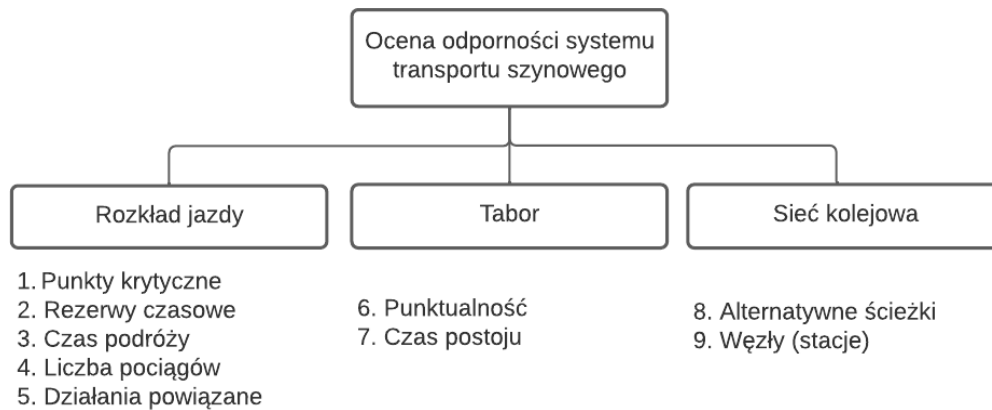 Ocena odporności systemu
transportu szynowego
Rozkład jazdy
Tabor
Sieć kolejowa
1. Punkty krytyczne
2. Rezerwy czasowe
3. Czas podróży
4. Liczba pociągów
5. Działania powiązane
6. Punktualność
7. Czas postoju
8. Alternatywne ścieżki
9. Węzły (stacje)